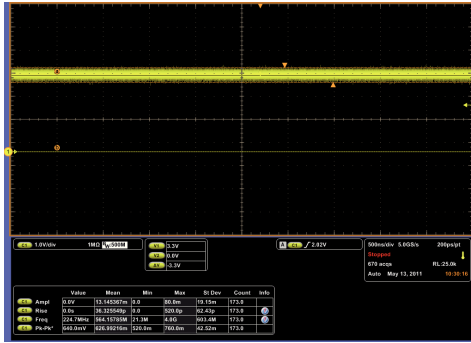 1
a
b
C1 1.0V/div 1MΩ BW:500M
V1 3.3V
V2 0.0V
ΔV -3.3V
A C1 2.02V
500ns/div 5.0GS/s 200ps/pt
Stopped
670 acqs RL:25.0k
Auto May 13, 2011 10:30:16
Value Mean Min Max St Dev Count Info
C1 Ampl 0.0V 13.145367m 0.0 80.0m 19.15m 173.0
C1 Rise 0.0s 36.325549p 0.0 520.0p 62.43p 173.0
C1 Freq 224.7MHz 564.15785M 21.3M 4.0G 603.4M 173.0
C1 Pk-Pk* 640.0mV 626.99216m 520.0m 760.0m 42.52m 173.0